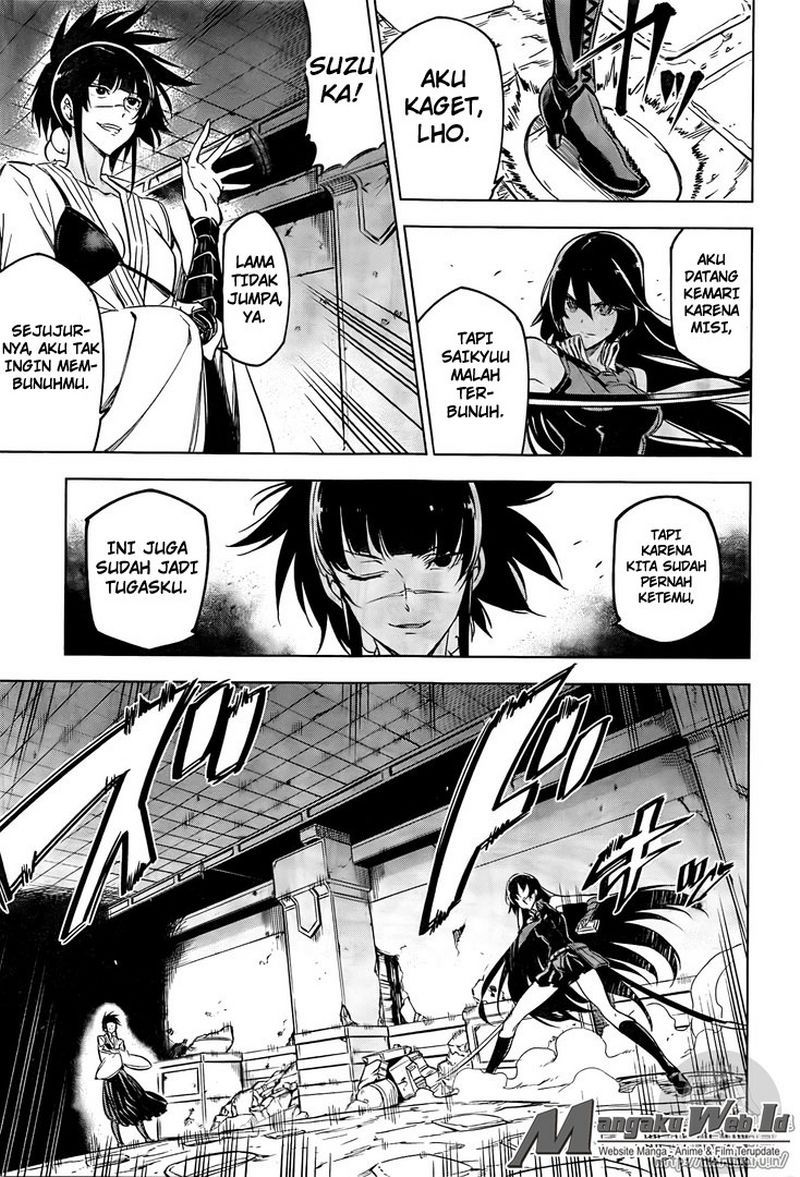 AKU
KAGET,
LHO.
SUZU
KA!
LAMA
TIDAK
JUMPA,
YA.
SEJUJUR-
NYA, AKU TAK
INGIN MEM-
BUNUHMU.
AKU
DATANG
KEMARI
KARENA
MISI,
TAPI
SAIKYUU
MALAH
TER-
BUNUH.
TAPI
KARENA
KITA SUDAH
PERNAH
KETEMU,
INI JUGA
SUDAH JADI
TUGASKU.
Mangaku.Web.Id
Website Manga - Anime & Film Terupdate